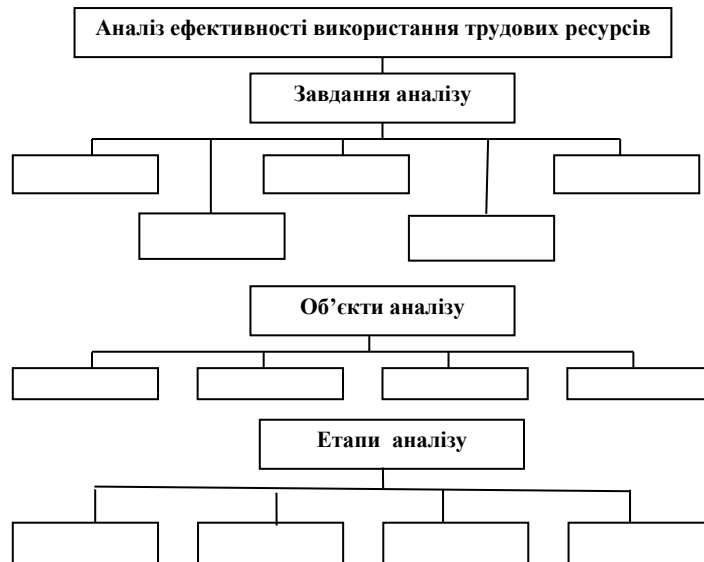 Аналіз ефективності використання трудових ресурсів
Завдання аналізу
Об’єкти аналізу
Етапи аналізу